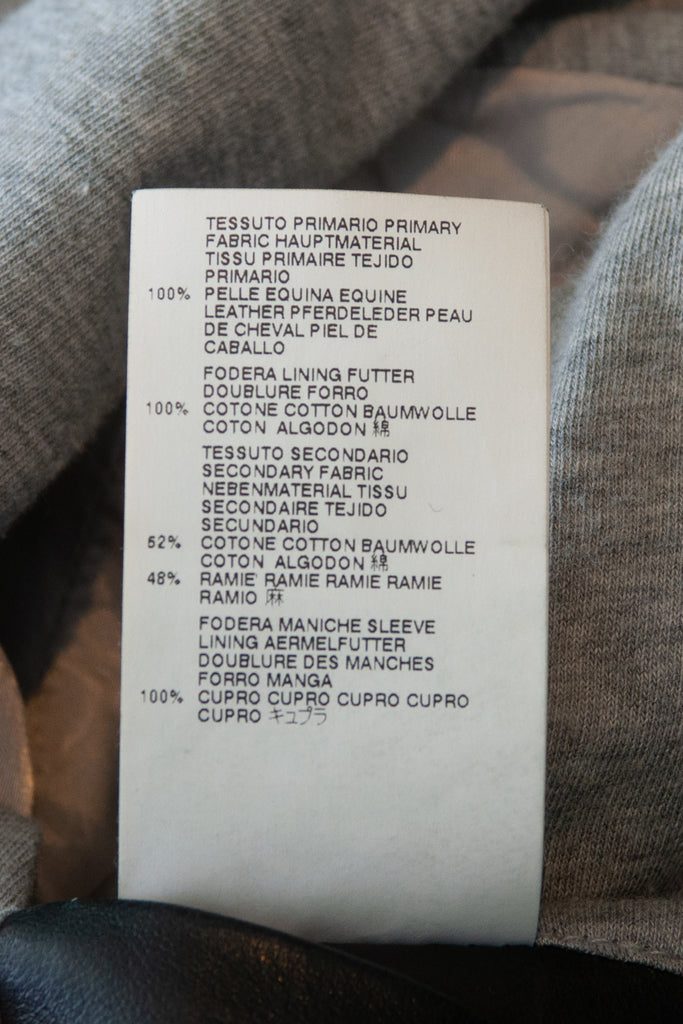 TESSUTO PRIMARIO PRIMARY
FABRIC HAUPTMATERIAL
TISSU PRIMAIRE TEJIDO
PRIMARIO
100% PELLE EQUINA EQUINE
LEATHER PFERDELEDER PEAU
DE CHEVAL PIEL DE
CABALLO
FODERA LINING FUTTER
DOUBLURE FORRO
100% COTONE COTTON BAUMWOLLE
COTON ALGODON 綿
TESSUTO SECONDARIO
SECONDARY FABRIC
NEBENMATERIAL TISSU
SECONDAIRE TEJIDO
SECUNDARIO
52% COTONE COTTON BAUMWOLLE
COTON ALGODON 綿
48% RAMIE' RAMIE RAMIE RAMIE
RAMIO 麻
FODERA MANICHE SLEEVE
LINING AERMELFUTTER
DOUBLURE DES MANCHES
FORRO MANGA
100% CUPRO CUPRO CUPRO CUPRO
CUPRO キュプラ